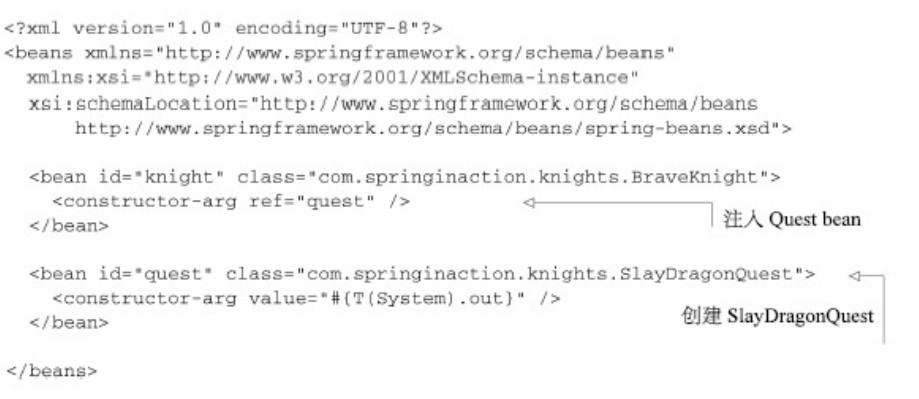 <?xml version="1.0" encoding="UTF-8"?>
<beans xmlns="http://www.springframework.org/schema/beans"
xmlns:xsi="http://www.w3.org/2001/XMLSchema-instance"
xsi:schemaLocation="http://www.springframework.org/schema/beans
http://www.springframework.org/schema/beans/spring-beans.xsd">
<bean id="knight" class="com.springinaction.knights.BraveKnight">
<constructor-arg ref="quest" />
注入 Quest bean
</bean>
<bean id="quest" class="com.springinaction.knights.SlayDragonQuest">
<constructor-arg value="#{T(System).out}" />
创建 SlayDragonQuest
</bean>
</beans>